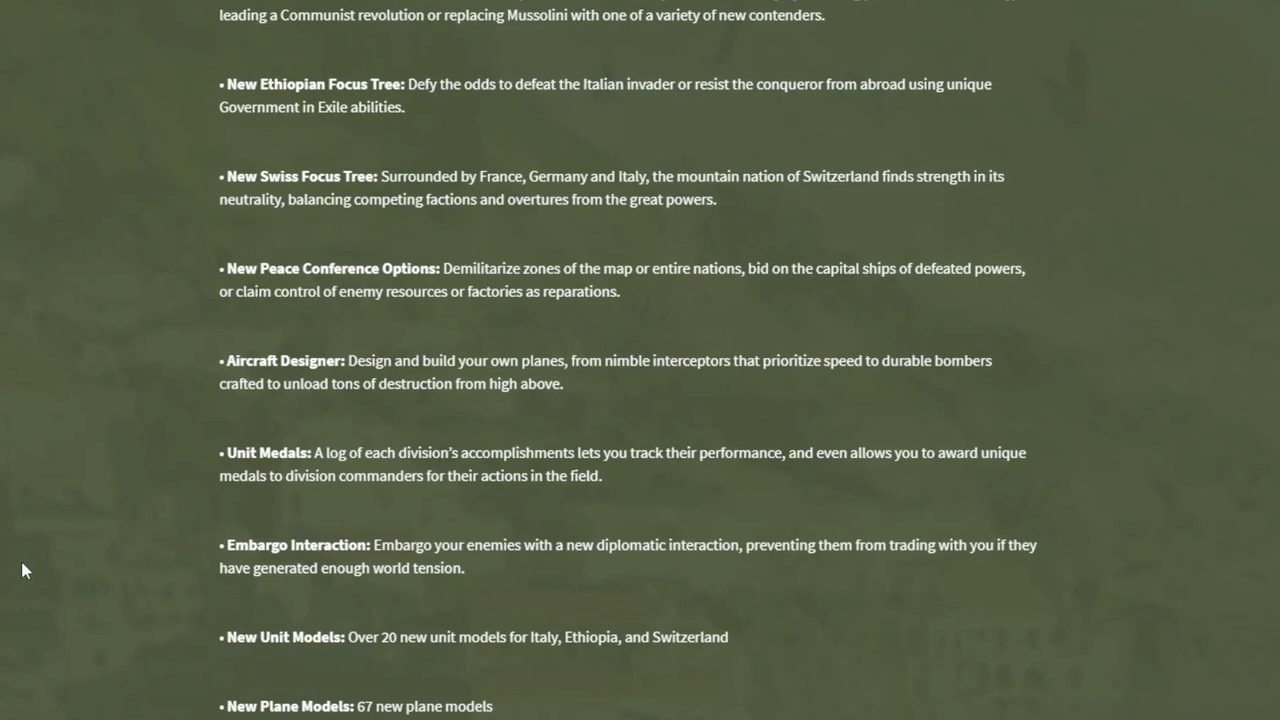 leading a Communist revolution or replacing Mussolini with one of a variety of new contenders.
• New Ethiopian Focus Tree: Defy the odds to defeat the Italian invader or resist the conqueror from abroad using unique
Government in Exile abilities.
• New Swiss Focus Tree: Surrounded by France, Germany and Italy, the mountain nation of Switzerland finds strength in its
neutrality, balancing competing factions and overtures from the great powers.
• New Peace Conference Options: Demilitarize zones of the map or entire nations, bid on the capital ships of defeated powers,
or claim control of enemy resources or factories as reparations.
• Aircraft Designer: Design and build your own planes, from nimble interceptors that prioritize speed to durable bombers
crafted to unload tons of destruction from high above.
• Unit Medals: A log of each division’s accomplishments lets you track their performance, and even allows you to award unique
medals to division commanders for their actions in the field.
• Embargo Interaction: Embargo your enemies with a new diplomatic interaction, preventing them from trading with you if they
have generated enough world tension.
• New Unit Models: Over 20 new unit models for Italy, Ethiopia, and Switzerland
• New Plane Models: 67 new plane models